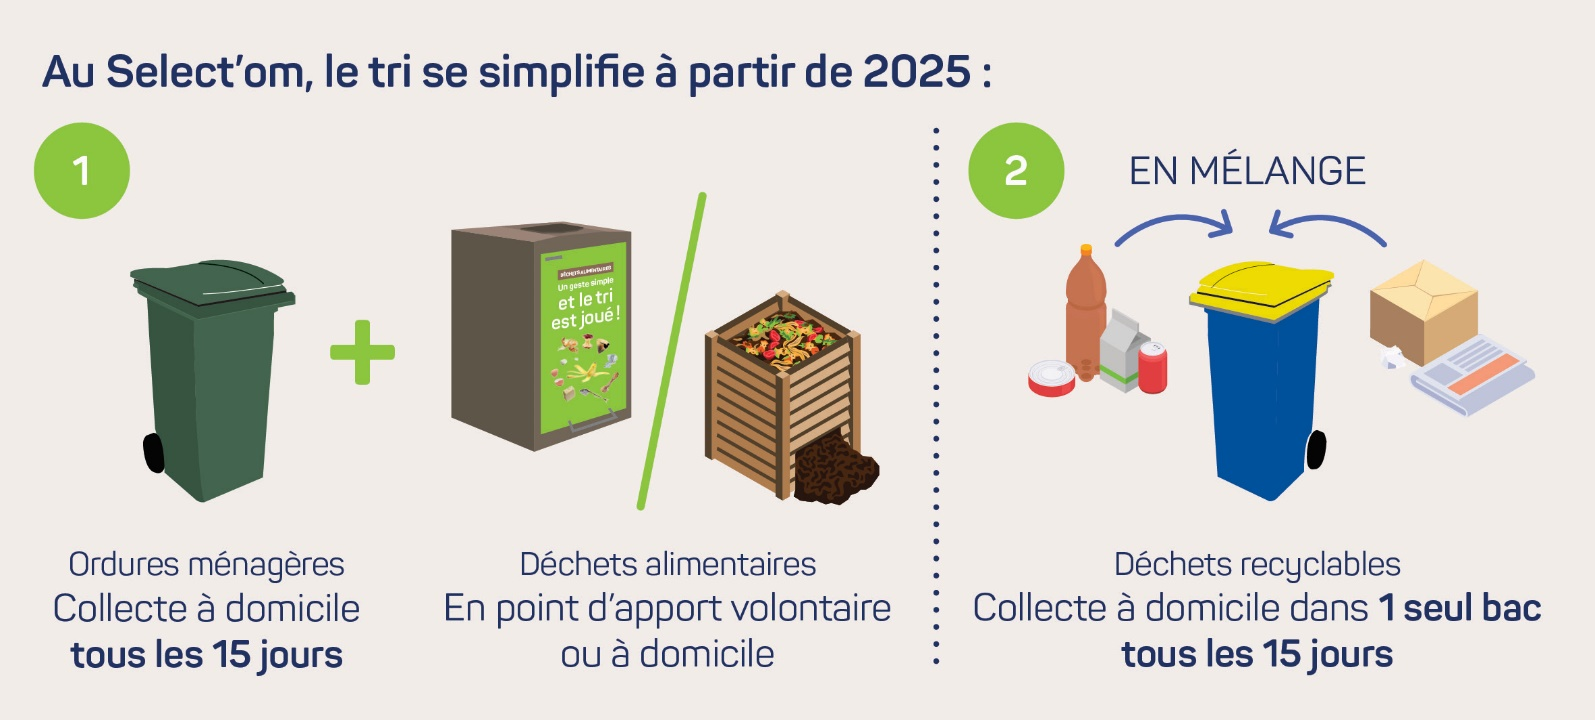 Au Select'om, le tri se simplifie à partir de 2025 :
1
DÉCHETS ALIMENTAIRES
Un geste simple
et le tri
est joué !
Ordures ménagères
Collecte à domicile
tous les 15 jours
Déchets alimentaires
En point d'apport volontaire
ou à domicile
2
EN MÉLANGE
Déchets recyclables
Collecte à domicile dans 1 seul bac
tous les 15 jours